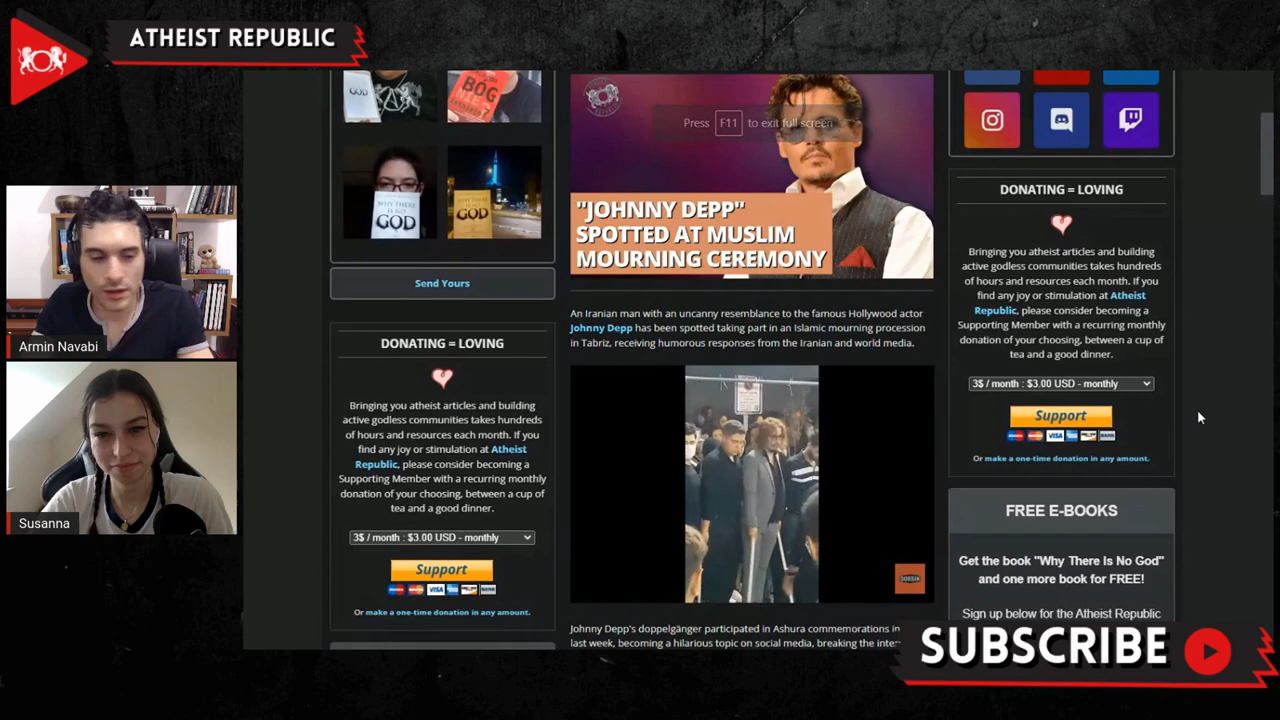 ATHEIST REPUBLIC
Armin Navabi
Susanna
GOD
BOG
WHY THERE
IS NO
GOD
GOD
Send Yours
DONATING = LOVING
Bringing you atheist articles and building
active godless communities takes hundreds
of hours and resources each month. If you
find any joy or stimulation at Atheist
Republic, please consider becoming a
Supporting Member with a recurring monthly
donation of your choosing, between a cup of
tea and a good dinner.
3$ / month : $3.00 USD - monthly
Support
VISA
Or make a one-time donation in any amount.
Press F11 to exit full screen
"JOHNNY DEPP"
SPOTTED AT MUSLIM
MOURNING CEREMONY
An Iranian man with an uncanny resemblance to the famous Hollywood actor
Johnny Depp has been spotted taking part in an Islamic mourning procession
in Tabriz, receiving humorous responses from the Iranian and world media.
Johnny Depp's doppelgänger participated in Ashura commemorations in
last week, becoming a hilarious topic on social media, breaking the inte
DONATING = LOVING
Bringing you atheist articles and building
active godless communities takes hundreds
of hours and resources each month. If you
find any joy or stimulation at Atheist
Republic, please consider becoming a
Supporting Member with a recurring monthly
donation of your choosing, between a cup of
tea and a good dinner.
3$ / month : $3.00 USD - monthly
Support
VISA
Or make a one-time donation in any amount.
FREE E-BOOKS
Get the book "Why There Is No God"
and one more book for FREE!
Sign up below for the Atheist Republic
SUBSCRIBE